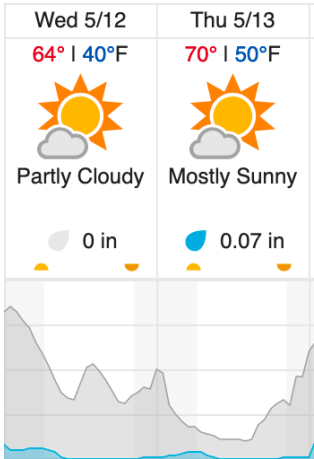 Wed 5/12
Thu 5/13
64° | 40°F
70° | 50°F
Partly Cloudy
Mostly Sunny
0 in
0.07 in